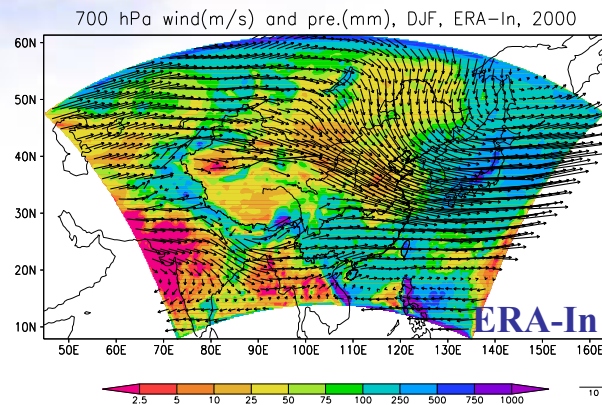 700 hPa wind(m/s) and pre.(mm), DJF, ERA-In, 2000
60N
50N
40N
30N
20N
10N
ERA-In
50E 60E 70E 80E 90E 100E 110E 120E 130E 140E 150E 160E
2.5 5 10 25 50 75 100 250 500 750 1000
10